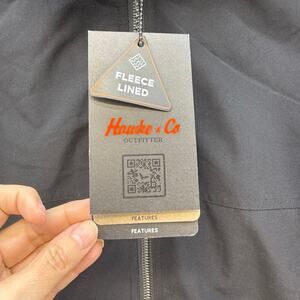 FLEECE
LINED
Hawke & Co
OUTFITTER
FEATURES
FEATURES